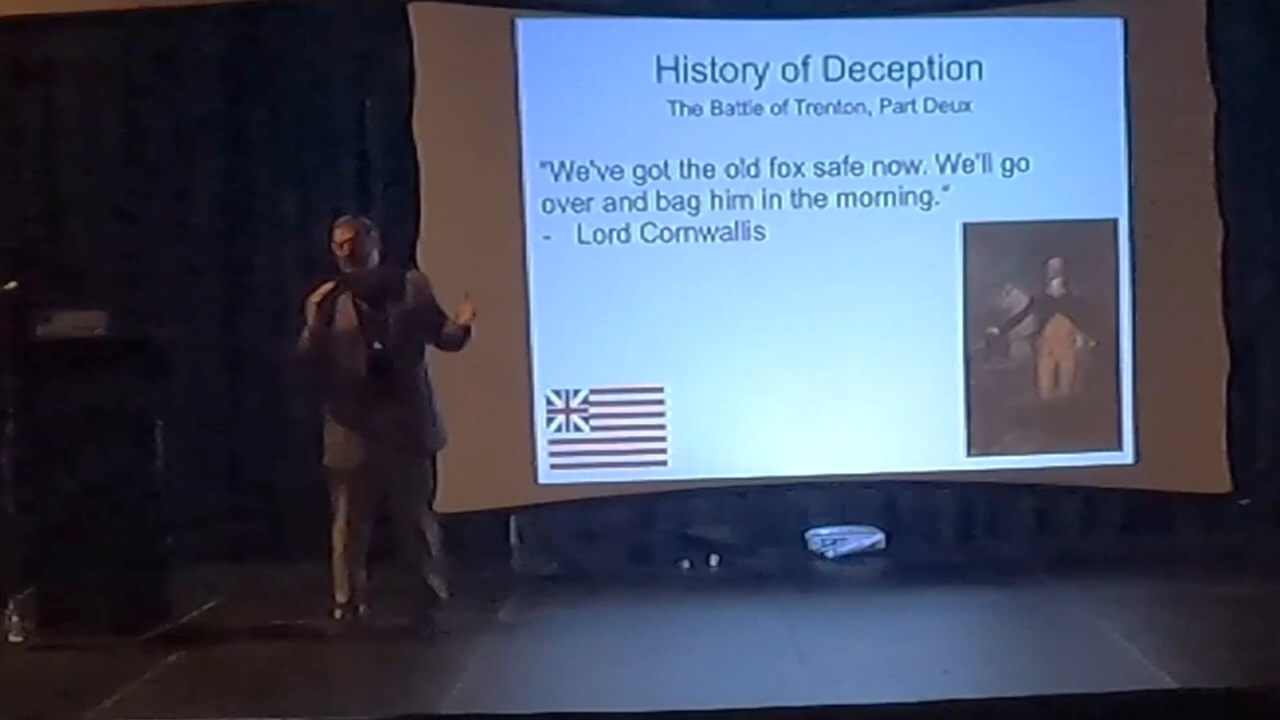 History of Deception
The Battle of Trenton, Part Deux
"We've got the old fox safe now. We'll go
over and bag him in the morning."
- Lord Cornwallis